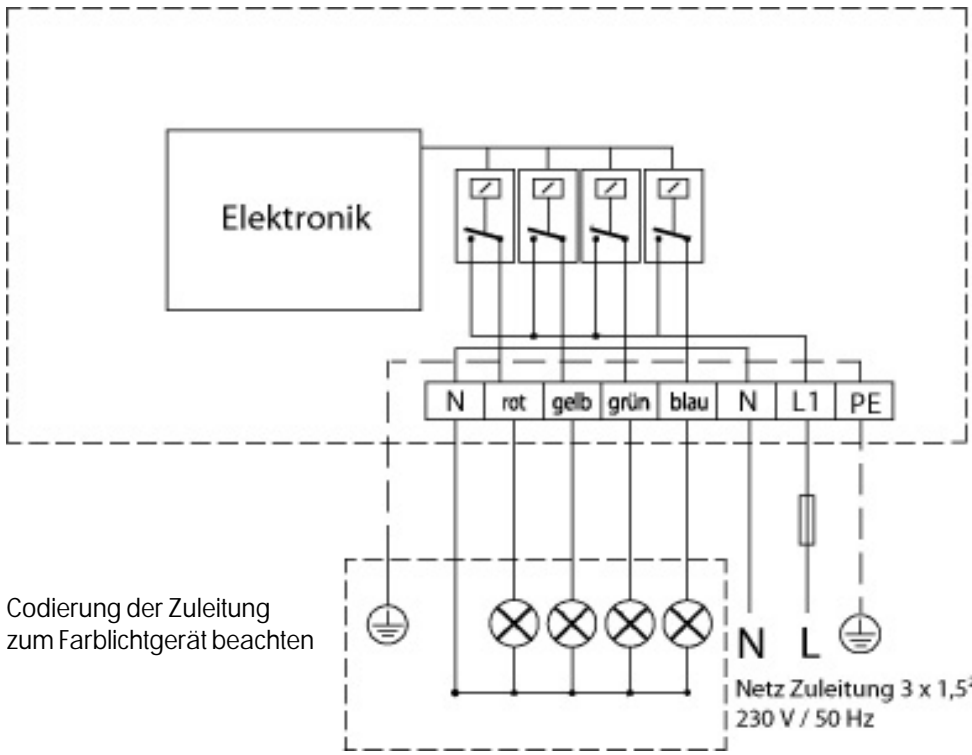 Elektronik
N rot gelb grün blau N L1 PE
Codierung der Zuleitung
zum Farblichtgerät beachten
N L
Netz Zuleitung 3 x 1,5²
230 V / 50 Hz